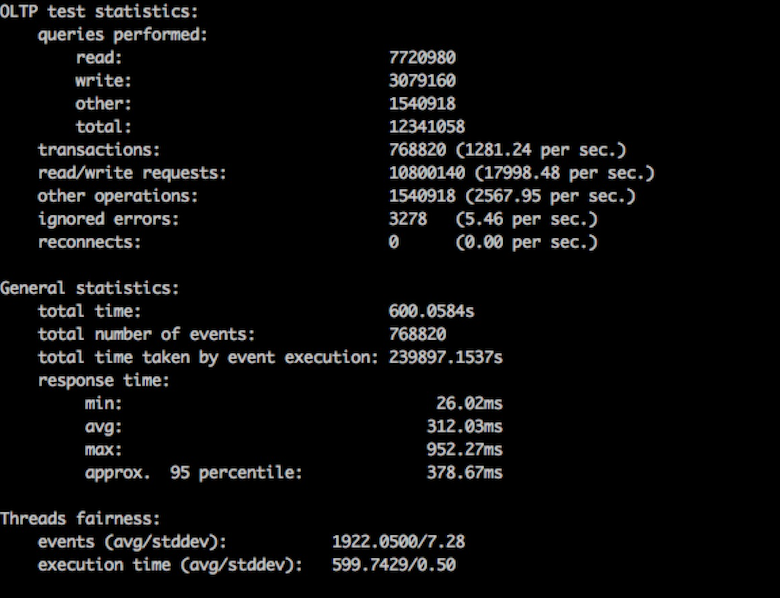 OLTP test statistics:
queries performed:
read: 7720980
write: 3079160
other: 1540918
total: 12341058
transactions: 768820 (1281.24 per sec.)
read/write requests: 10800140 (17998.48 per sec.)
other operations: 1540918 (2567.95 per sec.)
ignored errors: 3278 (5.46 per sec.)
reconnects: 0 (0.00 per sec.)
General statistics:
total time: 600.0584s
total number of events: 768820
total time taken by event execution: 239897.1537s
response time:
min: 26.02ms
avg: 312.03ms
max: 952.27ms
approx. 95 percentile: 378.67ms
Threads fairness:
events (avg/stddev): 1922.0500/7.28
execution time (avg/stddev): 599.7429/0.50